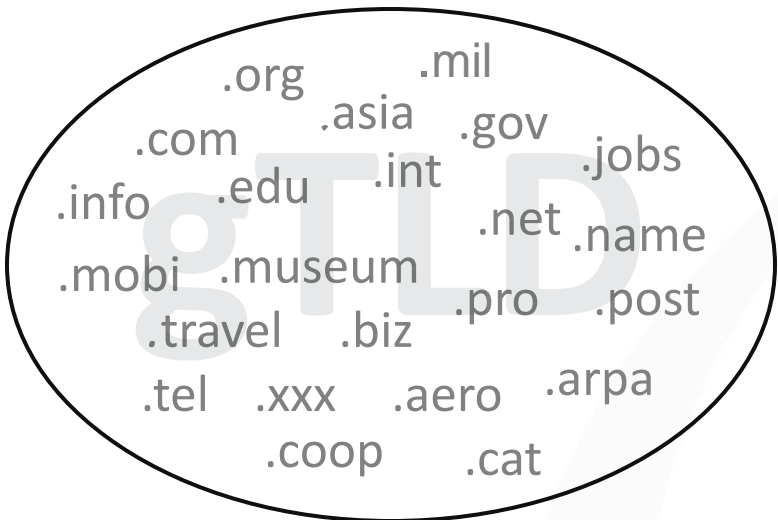 .org
.mil
.asia
.com
.gov
.jobs
.int
.edu
.info
.net
.name
.mobi
.museum
gTLD
.pro
.post
.travel
.biz
.arpa
.tel
.xxx
.aero
.coop
.cat